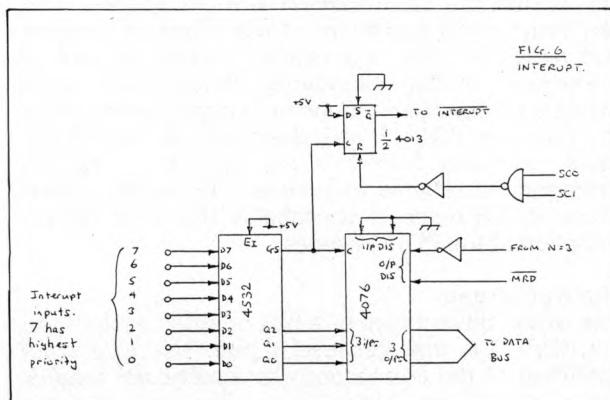 FIG. 6
INTERUPT.
+5V
D S Q̅
TO I̅N̅T̅E̅R̅R̅U̅P̅T̅
½ 4013
C R
SC0
SC1
+5V
EI
I/P DIS
7 D7 GS C
FROM N=3
6 D6
O/P DIS
5 D5
M̅R̅D̅
4 D4
4532
4076
3 D3
Interupt inputs.
7 has highest priority
2 D2 Q2
1 D1 Q1
3 i/ps
3 O/ps
TO DATA BUS
0 D0 Q0